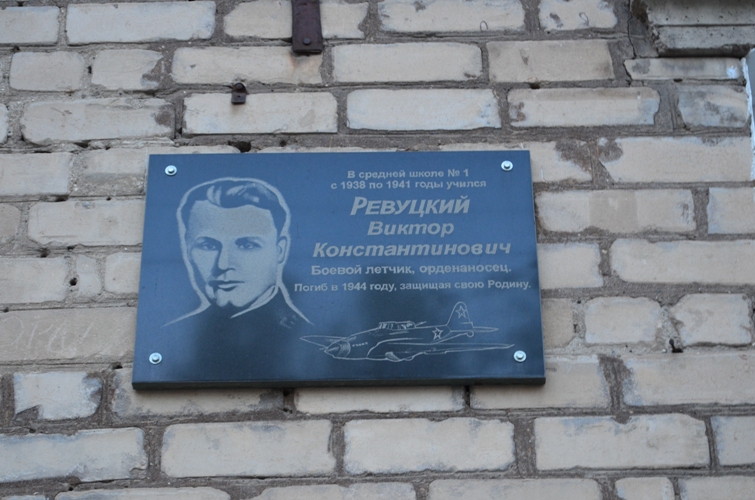 В средней школе № 1
с 1938 по 1941 годы учился
РЕВУЦКИЙ
Виктор
Константинович
Боевой летчик, орденаносец.
Погиб в 1944 году, защищая свою Родину.